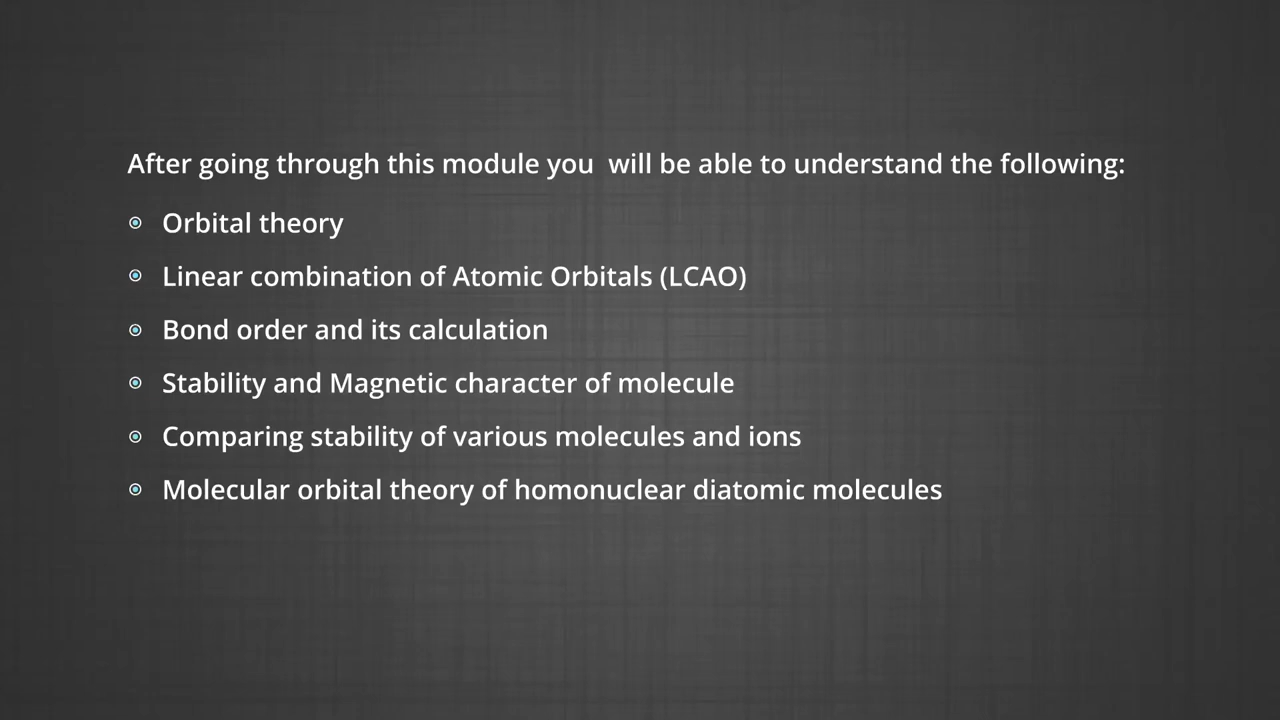 After going through this module you  will be able to understand the following:
Orbital theory
Linear combination of Atomic Orbitals (LCAO)
Bond order and its calculation
Stability and Magnetic character of molecule
Comparing stability of various molecules and ions
Molecular orbital theory of homonuclear diatomic molecules